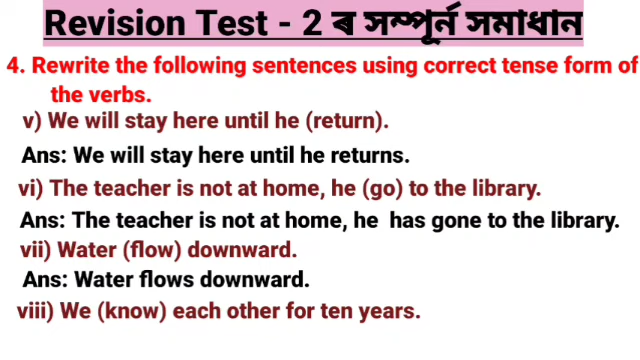 Revision Test - 2 ৰ সম্পূৰ্ন সমাধান
4. Rewrite the following sentences using correct tense form of
the verbs.
v) We will stay here until he (return).
Ans: We will stay here until he returns.
vi) The teacher is not at home, he (go) to the library.
Ans: The teacher is not at home, he has gone to the library.
vii) Water (flow) downward.
Ans: Water flows downward.
viii) We (know) each other for ten years.